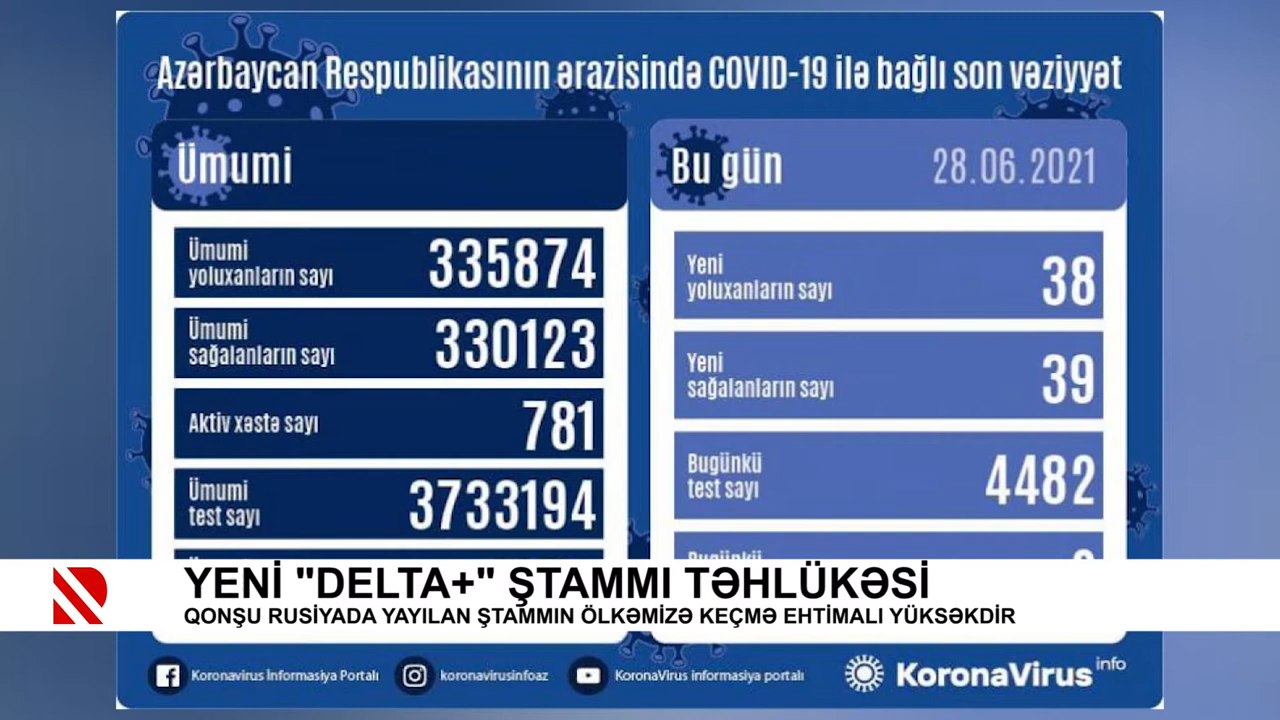 Azərbaycan Respublikasının ərazisində COVID-19 ilə bağlı son vəziyyət
Ümumi
Ümumi
yoluxanların sayı
335874
Ümumi
sağalanların sayı
330123
Aktiv xəstə sayı
781
Ümumi
test sayı
3733194
Bu gün
28.06.2021
Yeni
yoluxanların sayı
38
Yeni
sağalanların sayı
39
Bugünkü
test sayı
4482
Bugünkü
YENİ "DELTA+" ŞTAMMI TƏHLÜKƏSİ
QONŞU RUSİYADA YAYILAN ŞTAMMIN ÖLKƏMİZƏ KEÇMƏ EHTİMALI YÜKSƏKDİR
Koronavirus İnformasiya Portalı
koronavirusinfoaz
KoronaVirus informasiya portalı
KoronaVirus info